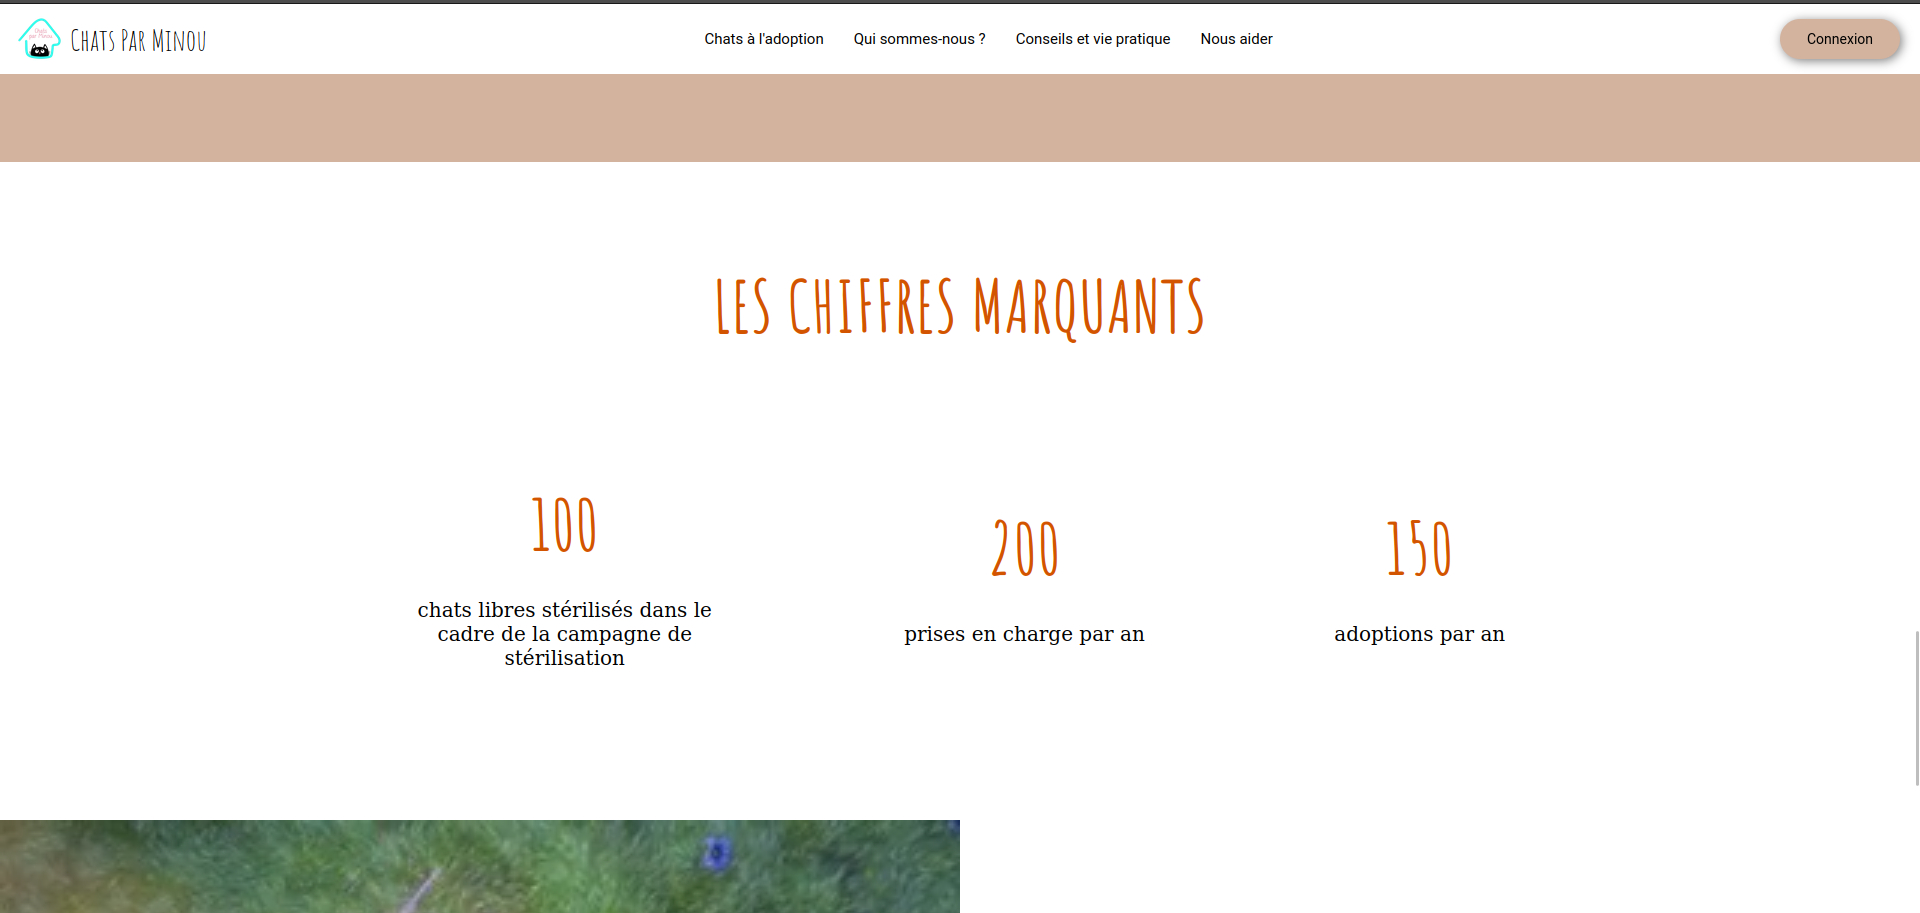 Chats Par Minou
Chats à l'adoption
Qui sommes-nous ?
Conseils et vie pratique
Nous aider
Connexion
LES CHIFFRES MARQUANTS
100
chats libres stérilisés dans le
cadre de la campagne de
stérilisation
200
prises en charge par an
150
adoptions par an